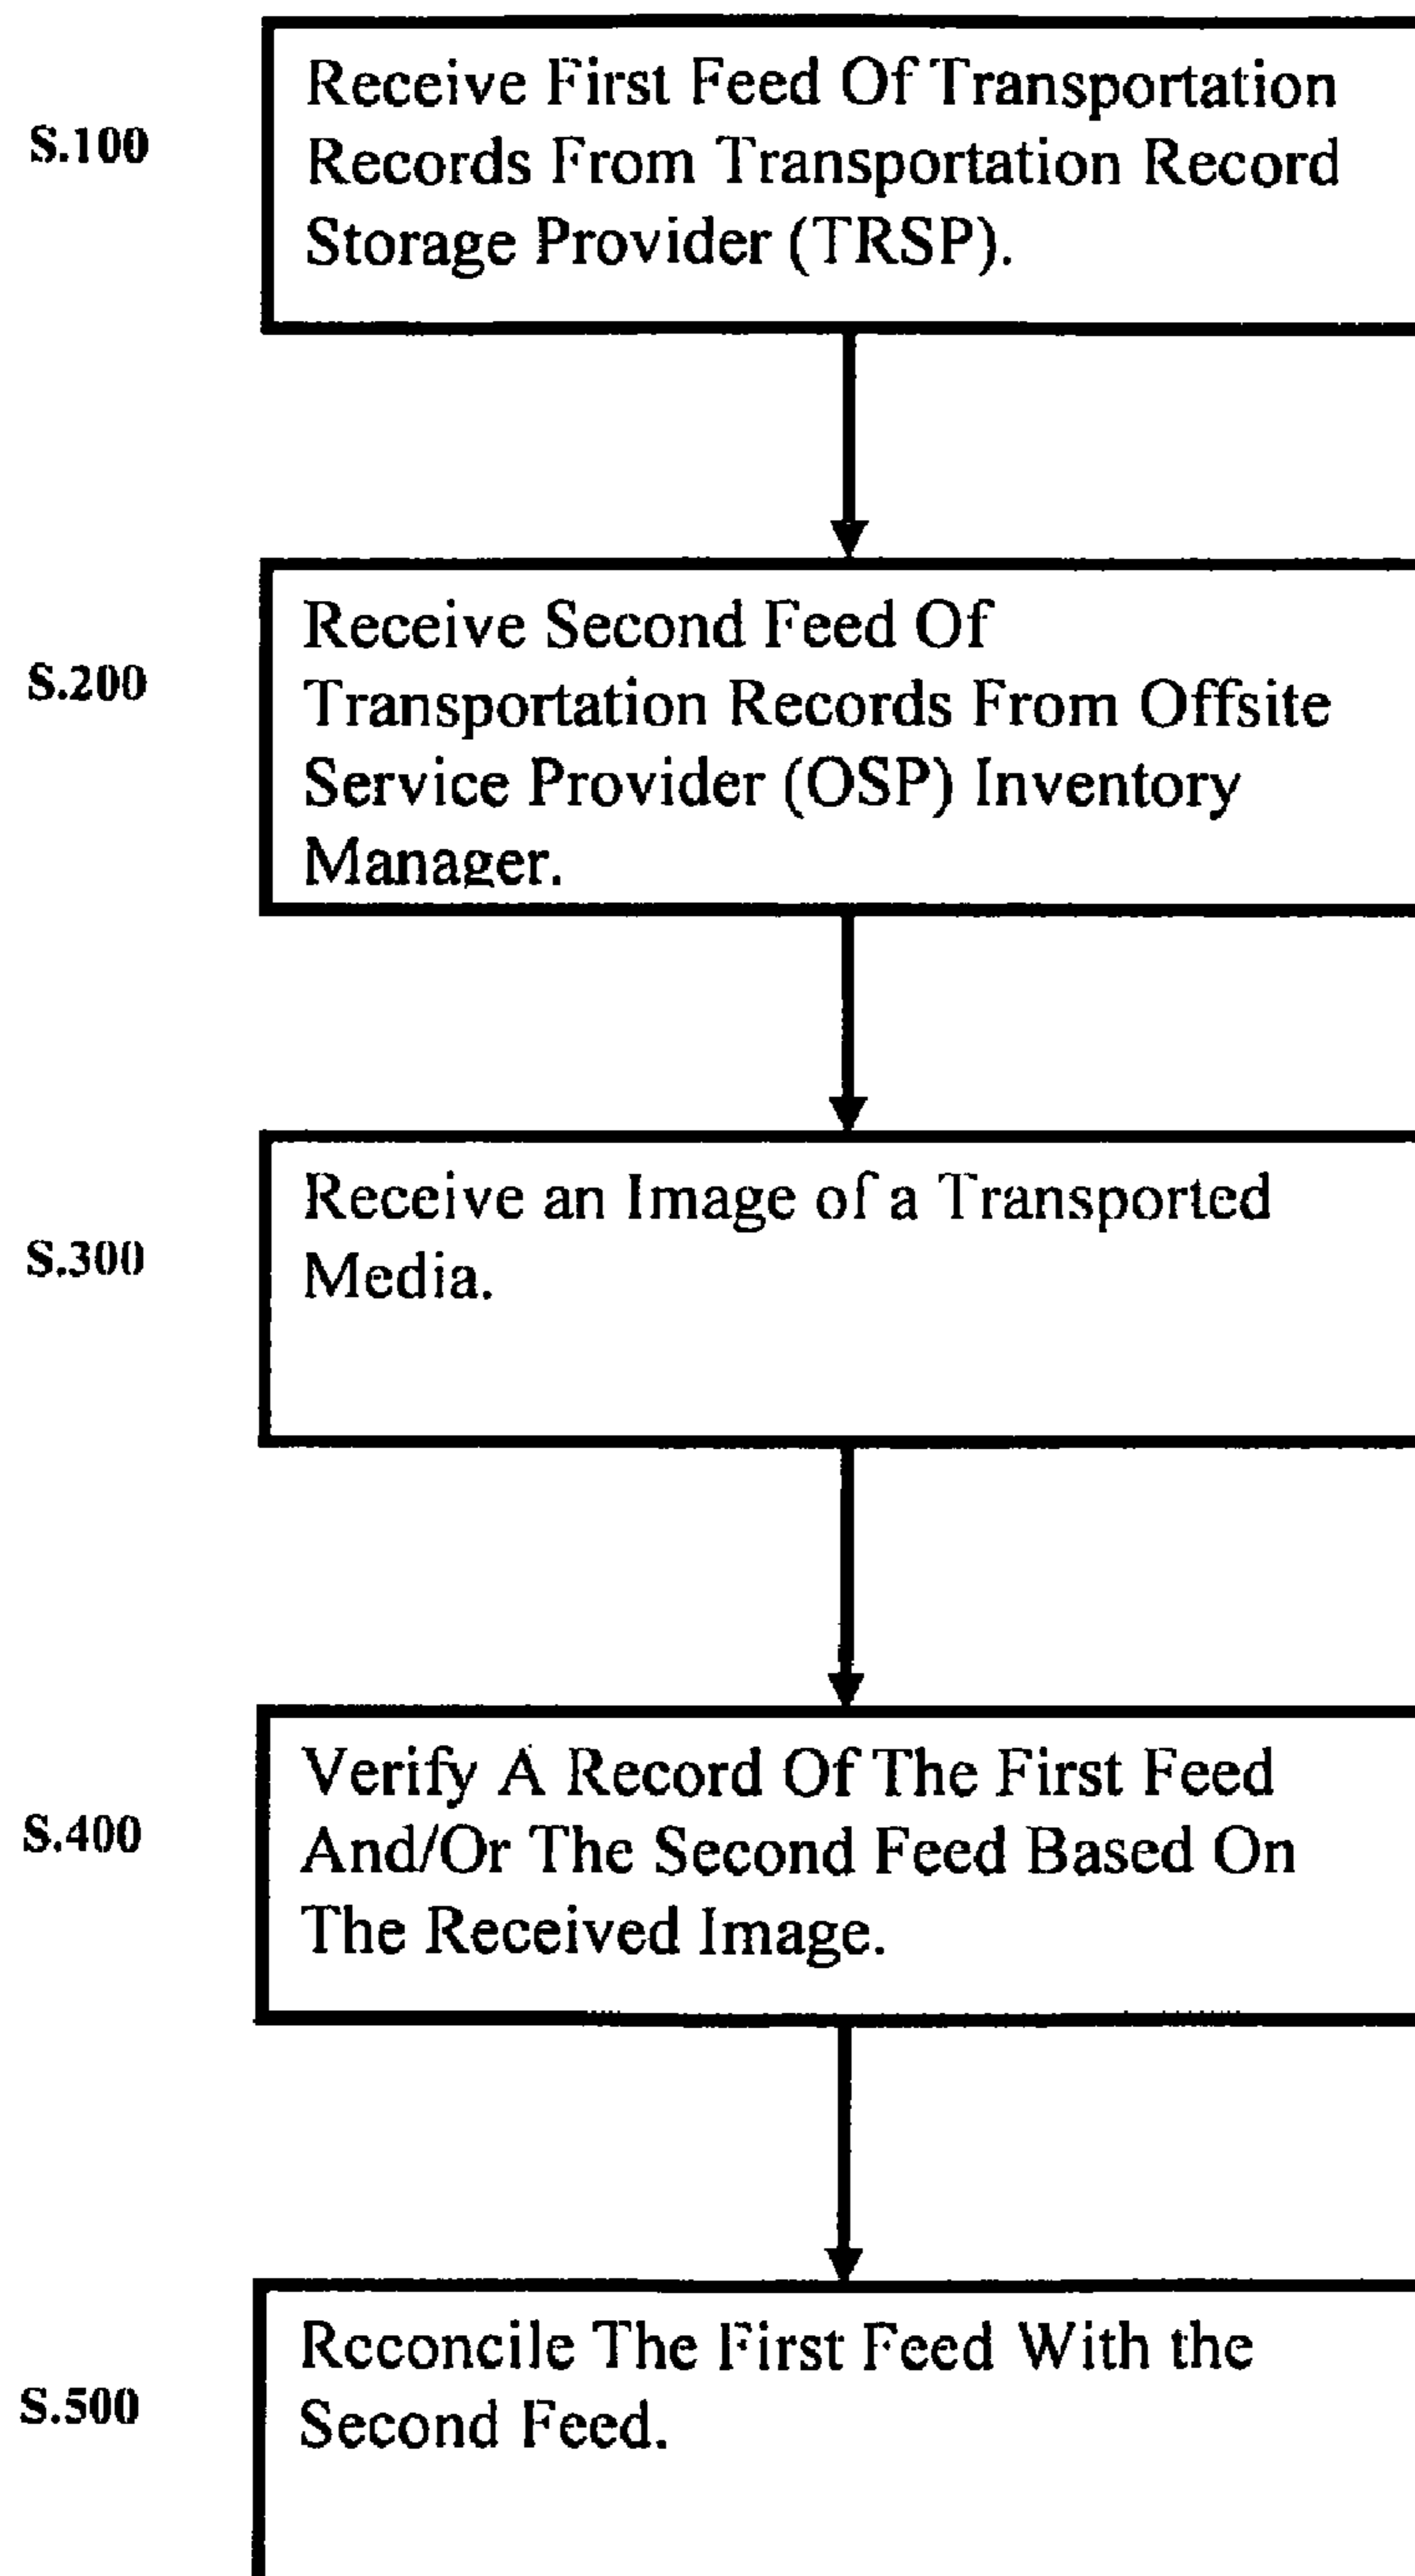 Receive First Feed Of Transportation
S.100
Records From Transportation Record
Storage Provider (TRSP).
Receive Second Feed Of
S.200
Transportation Records From Offsite
Service Provider (OSP) Inventory
Manager.
Receive an Image of a Transported
S.300
Media.
Verify A Record Of The First Feed
S.400
And/Or The Second Feed Based On
The Received Image.
Reconcile The First Feed With the
S.500
Second Feed.